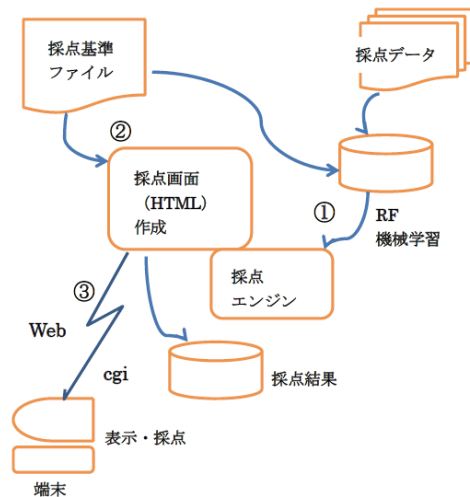 採点基準
ファイル
採点データ
②
採点画面
（HTML）
作成
①
RF
機械学習
採点
エンジン
③
Web
cgi
採点結果
表示・採点
端末